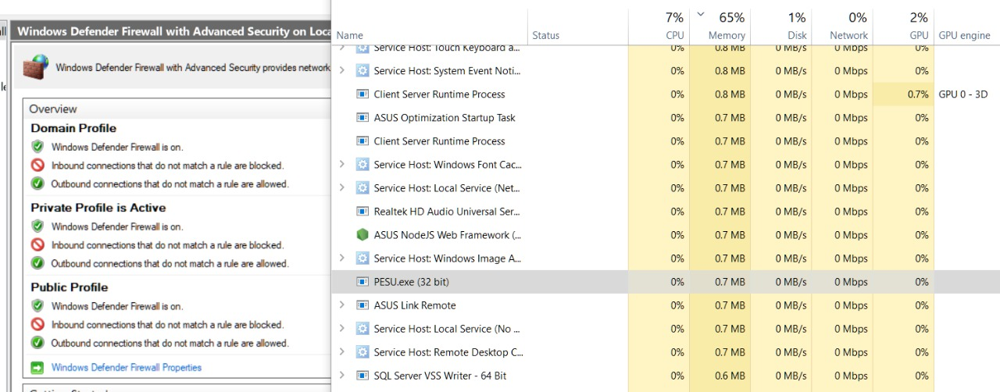 Windows Defender Firewall with Advanced Security on Loca
Windows Defender Firewall with Advanced Security provides network
Overview
Domain Profile
Windows Defender Firewall is on.
Inbound connections that do not match a rule are blocked.
Outbound connections that do not match a rule are allowed.
Private Profile is Active
Windows Defender Firewall is on.
Inbound connections that do not match a rule are blocked.
Outbound connections that do not match a rule are allowed.
Public Profile
Windows Defender Firewall is on.
Inbound connections that do not match a rule are blocked.
Outbound connections that do not match a rule are allowed.
Windows Defender Firewall Properties
7% 65% 1% 0% 2%
Name Status CPU Memory Disk Network GPU GPU engine
Service Host: Touch Keyboard a... 0% 0.8 MB 0 MB/s 0 Mbps 0%
Service Host: System Event Noti... 0% 0.8 MB 0 MB/s 0 Mbps 0%
Client Server Runtime Process 0% 0.8 MB 0 MB/s 0 Mbps 0.7% GPU 0 - 3D
ASUS Optimization Startup Task 0% 0.7 MB 0 MB/s 0 Mbps 0%
Client Server Runtime Process 0% 0.7 MB 0 MB/s 0 Mbps 0%
Service Host: Windows Font Cac... 0% 0.7 MB 0 MB/s 0 Mbps 0%
Service Host: Local Service (Net... 0% 0.7 MB 0 MB/s 0 Mbps 0%
Realtek HD Audio Universal Ser... 0% 0.7 MB 0 MB/s 0 Mbps 0%
ASUS NodeJS Web Framework (... 0% 0.7 MB 0 MB/s 0 Mbps 0%
Service Host: Windows Image A... 0% 0.7 MB 0 MB/s 0 Mbps 0%
PESU.exe (32 bit) 0% 0.7 MB 0 MB/s 0 Mbps 0%
ASUS Link Remote 0% 0.7 MB 0 MB/s 0 Mbps 0%
Service Host: Local Service (No ... 0% 0.7 MB 0 MB/s 0 Mbps 0%
Service Host: Remote Desktop C... 0% 0.7 MB 0 MB/s 0 Mbps 0%
SQL Server VSS Writer - 64 Bit 0% 0.6 MB 0 MB/s 0 Mbps 0%